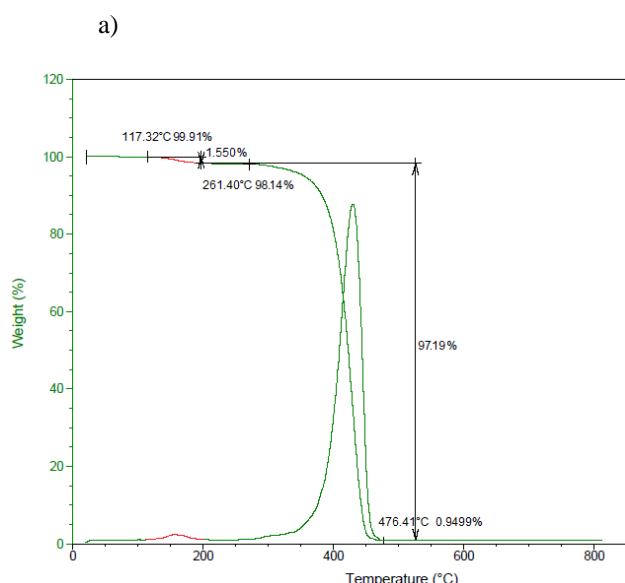 a)
120
117.32°C 99.91%
1.550%
100
261.40°C 98.14%
80
Weight (%)
60
97.19%
40
20
476.41°C 0.9499%
0
0 200 400 600 800
Temperature (°C)